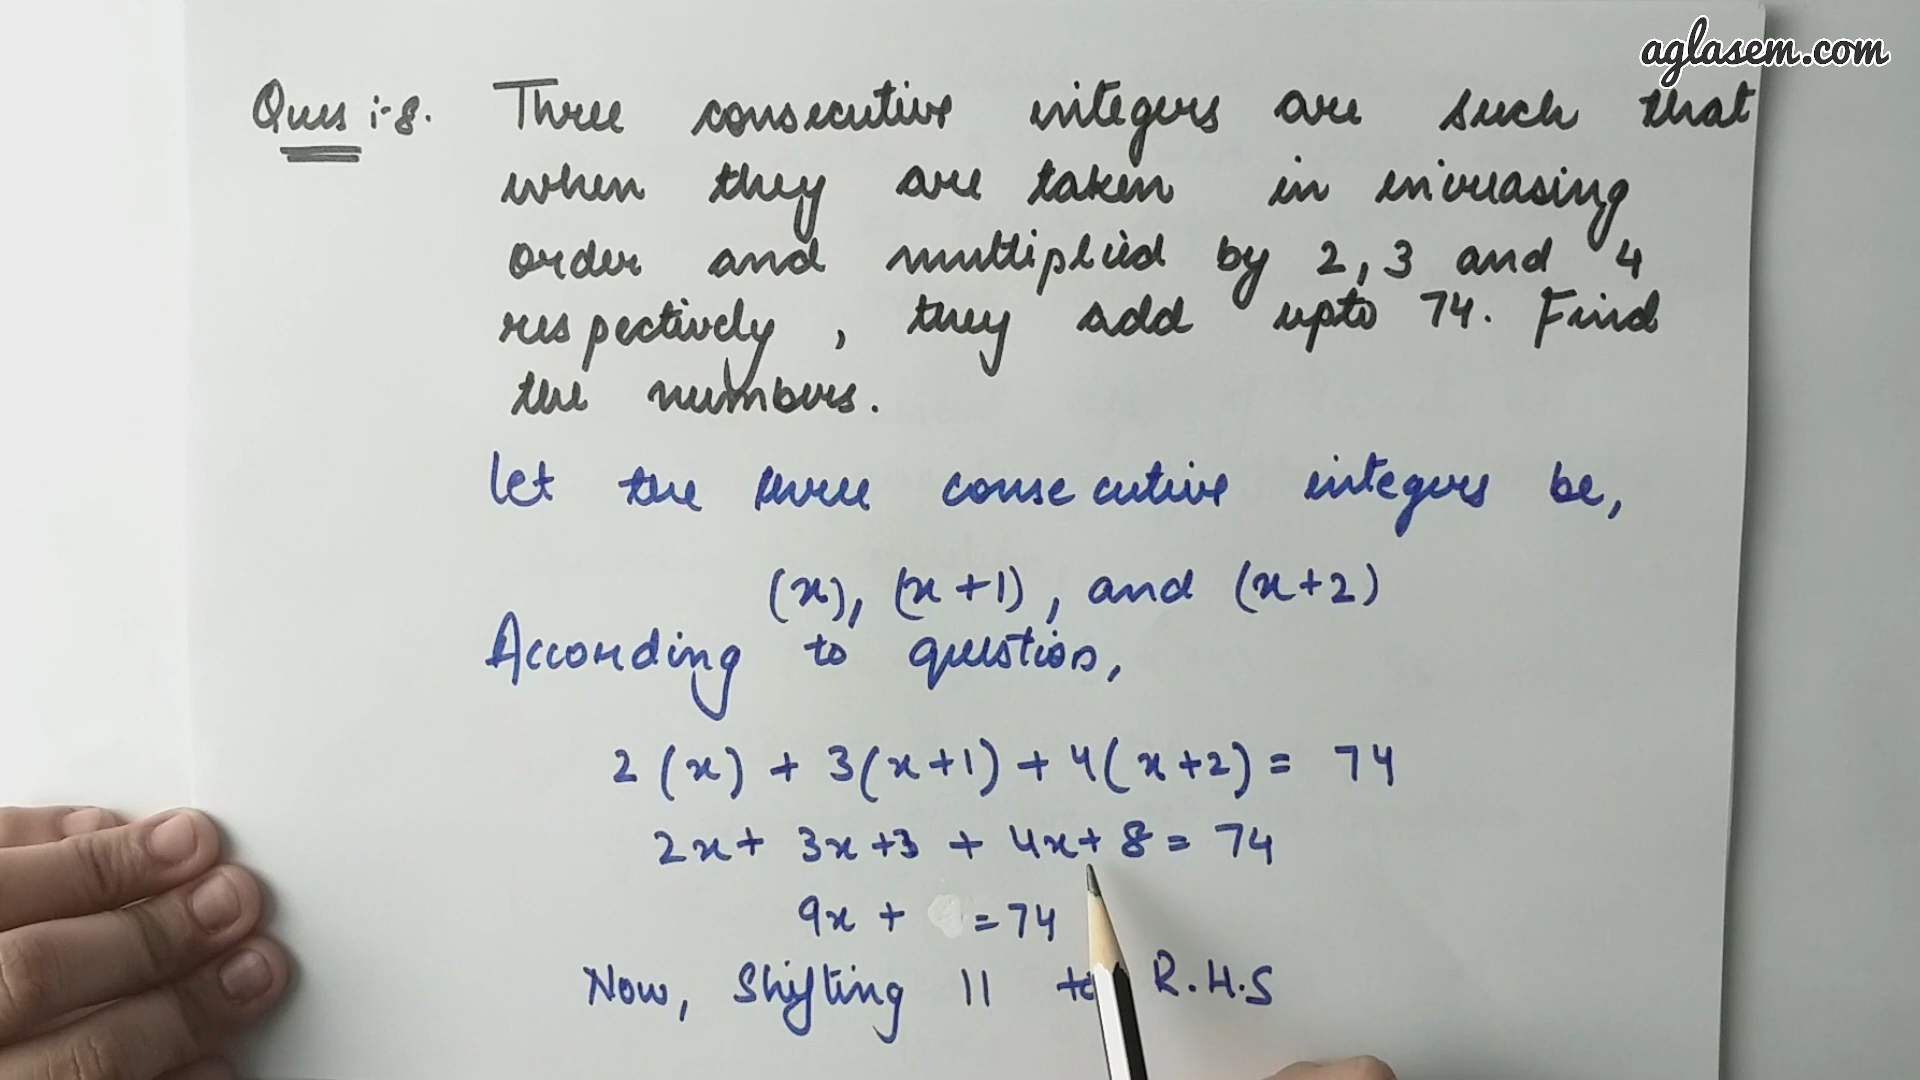 aglasem.com
Ques :-8. Three consecutive integers are such that
when they are taken in increasing
order and multiplied by 2, 3 and 4
respectively, they add upto 74. Find
the numbers.
let the three consecutive integers be,
(x), (x+1), and (x+2)
According to question,
2(x) + 3(x+1) + 4(x+2) = 74
2x + 3x+3 + 4x+ 8 = 74
9x + = 74
Now, Shifting 11 to R.H.S